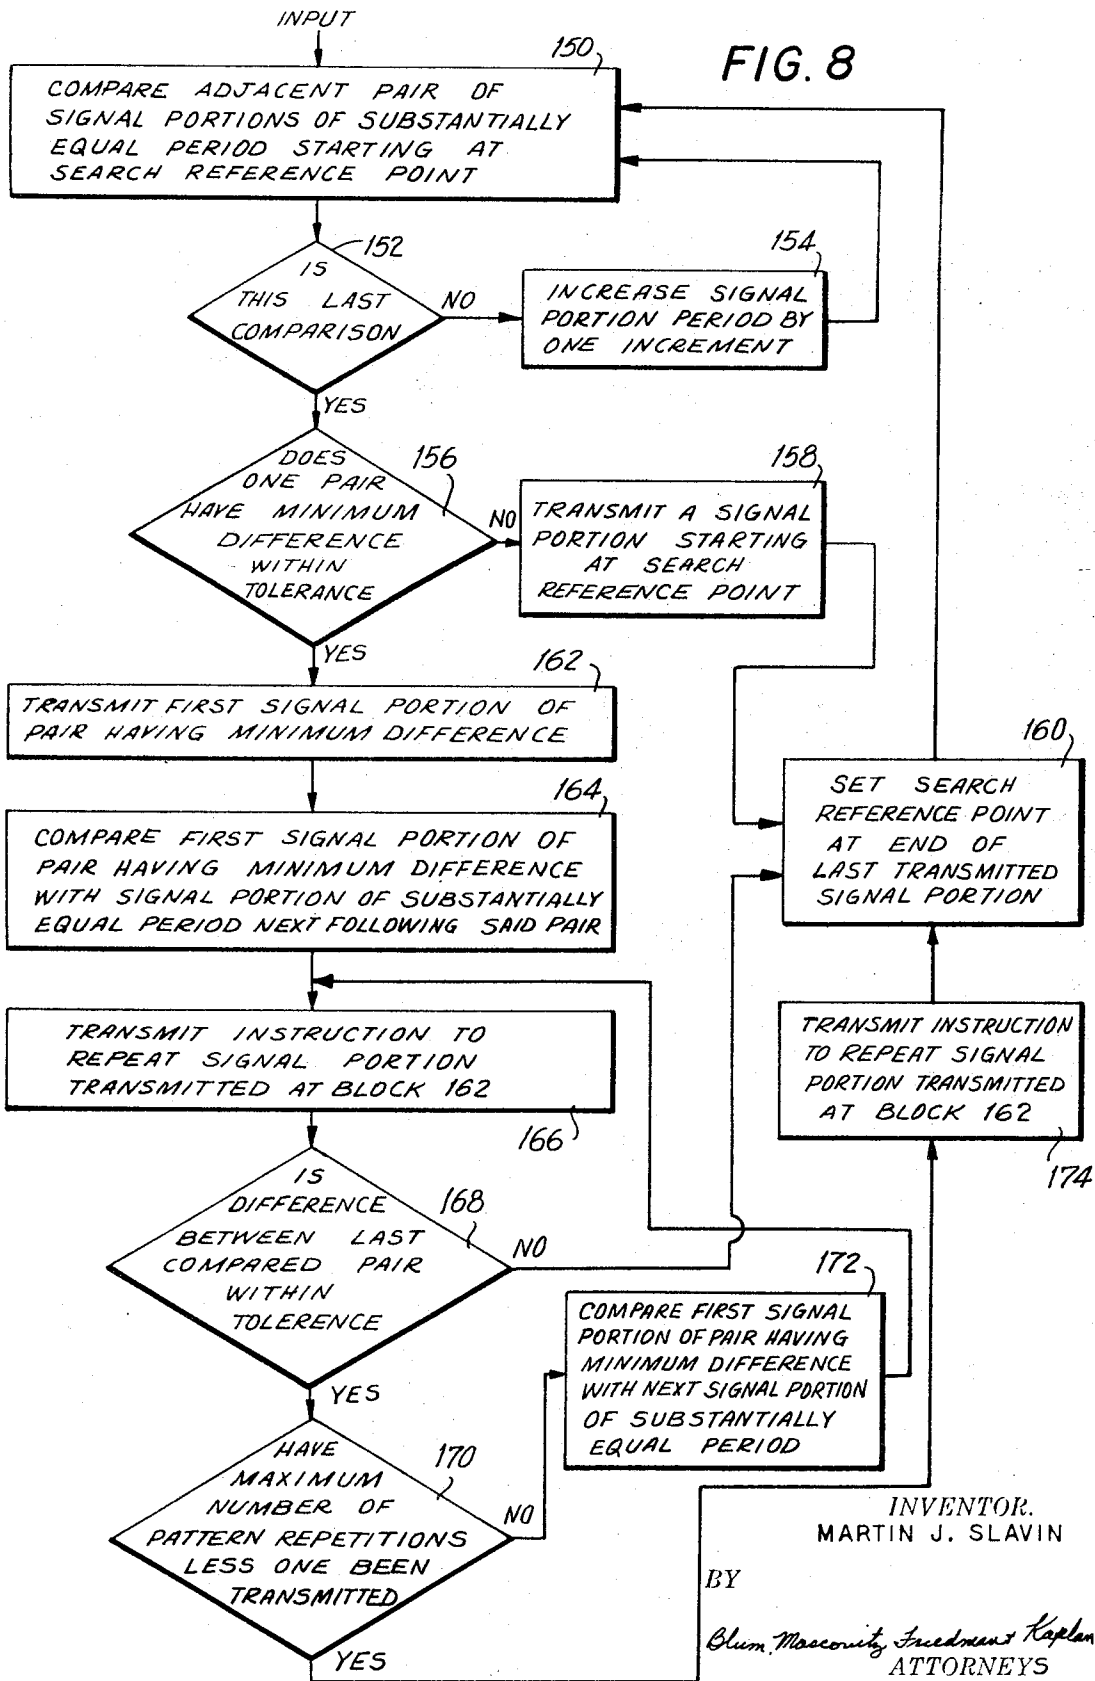 INPUT
FIG. 8
150
COMPARE ADJACENT PAIR OF
SIGNAL PORTIONS OF SUBSTANTIALLY
EQUAL PERIOD STARTING AT
SEARCH REFERENCE POINT
152
IS
THIS LAST
COMPARISON
NO
154
INCREASE SIGNAL
PORTION PERIOD BY
ONE INCREMENT
YES
156
DOES
ONE PAIR
HAVE MINIMUM
DIFFERENCE
WITHIN
TOLERANCE
NO
158
TRANSMIT A SIGNAL
PORTION STARTING
AT SEARCH
REFERENCE POINT
YES
162
TRANSMIT FIRST SIGNAL PORTION OF
PAIR HAVING MINIMUM DIFFERENCE
160
SET SEARCH
REFERENCE POINT
AT END OF
LAST TRANSMITTED
SIGNAL PORTION
164
COMPARE FIRST SIGNAL PORTION OF
PAIR HAVING MINIMUM DIFFERENCE
WITH SIGNAL PORTION OF SUBSTANTIALLY
EQUAL PERIOD NEXT FOLLOWING SAID PAIR
TRANSMIT INSTRUCTION TO
REPEAT SIGNAL PORTION
TRANSMITTED AT BLOCK 162
166
TRANSMIT INSTRUCTION
TO REPEAT SIGNAL
PORTION TRANSMITTED
AT BLOCK 162
174
IS
DIFFERENCE
BETWEEN LAST
COMPARED PAIR
WITHIN
TOLERENCE
168
NO
172
COMPARE FIRST SIGNAL
PORTION OF PAIR HAVING
MINIMUM DIFFERENCE
WITH NEXT SIGNAL PORTION
OF SUBSTANTIALLY
EQUAL PERIOD
YES
170
HAVE
MAXIMUM
NUMBER OF
PATTERN REPETITIONS
LESS ONE BEEN
TRANSMITTED
NO
YES
INVENTOR.
MARTIN J. SLAVIN
BY
Blum, Moscovitz, Friedman & Kaplan
ATTORNEYS